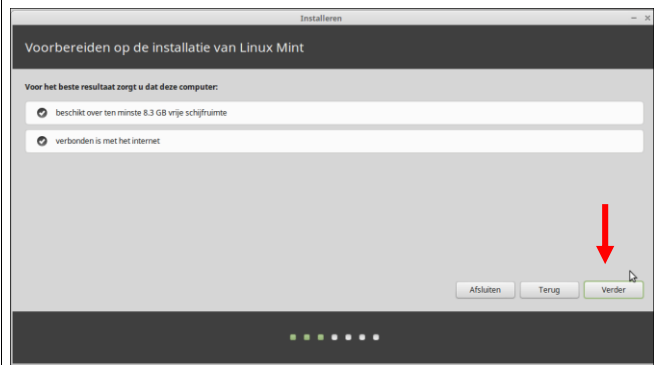 Installeren
Voorbereiden op de installatie van Linux Mint
Voor het beste resultaat zorgt u dat deze computer:
beschikt over ten minste 8.3 GB vrije schijfruimte
verbonden is met het internet
Afsluiten Terug Verder